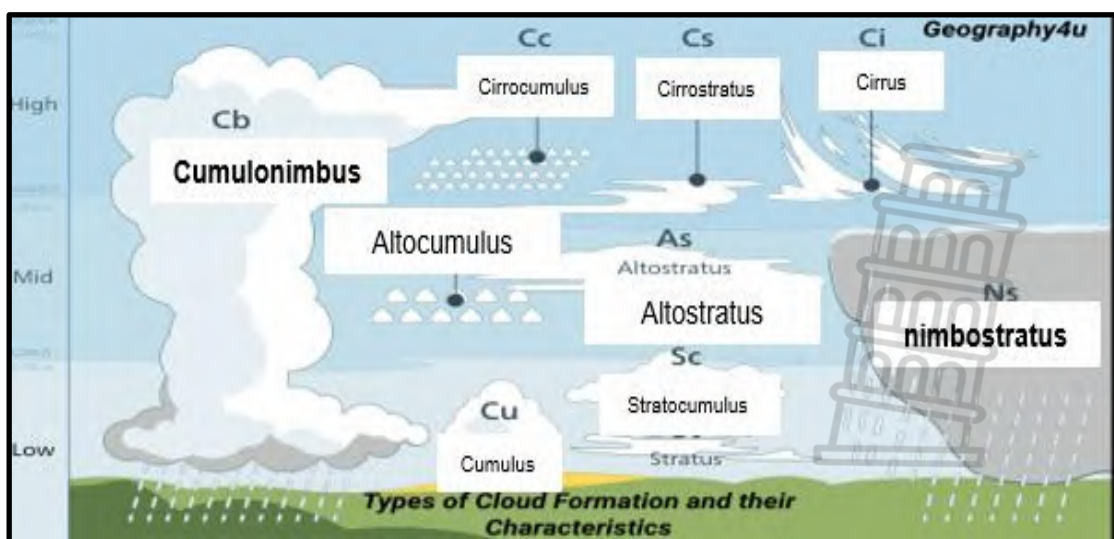 Geography4u
Cc
Cs
Ci
Cirrocumulus
Cirrostratus
Cirrus
High
Cb
Cumulonimbus
Altocumulus
As
Altostratus
Mid
Altostratus
Ns
nimbostratus
Sc
Stratocumulus
Cu
Cumulus
Low
Stratus
Types of Cloud Formation and their
Characteristics